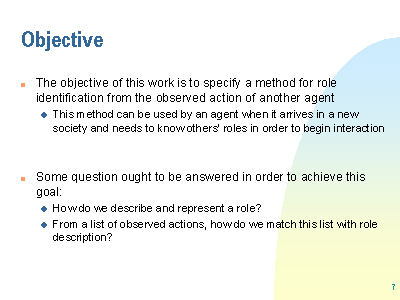 Objective
The objective of this work is to specify a method for role
identification from the observed action of another agent
This method can be used by an agent when it arrives in a new
society and needs to know others' roles in order to begin interaction
Some question ought to be answered in order to achieve this
goal:
How do we describe and represent a role?
From a list of observed actions, how do we match this list with role
description?
7